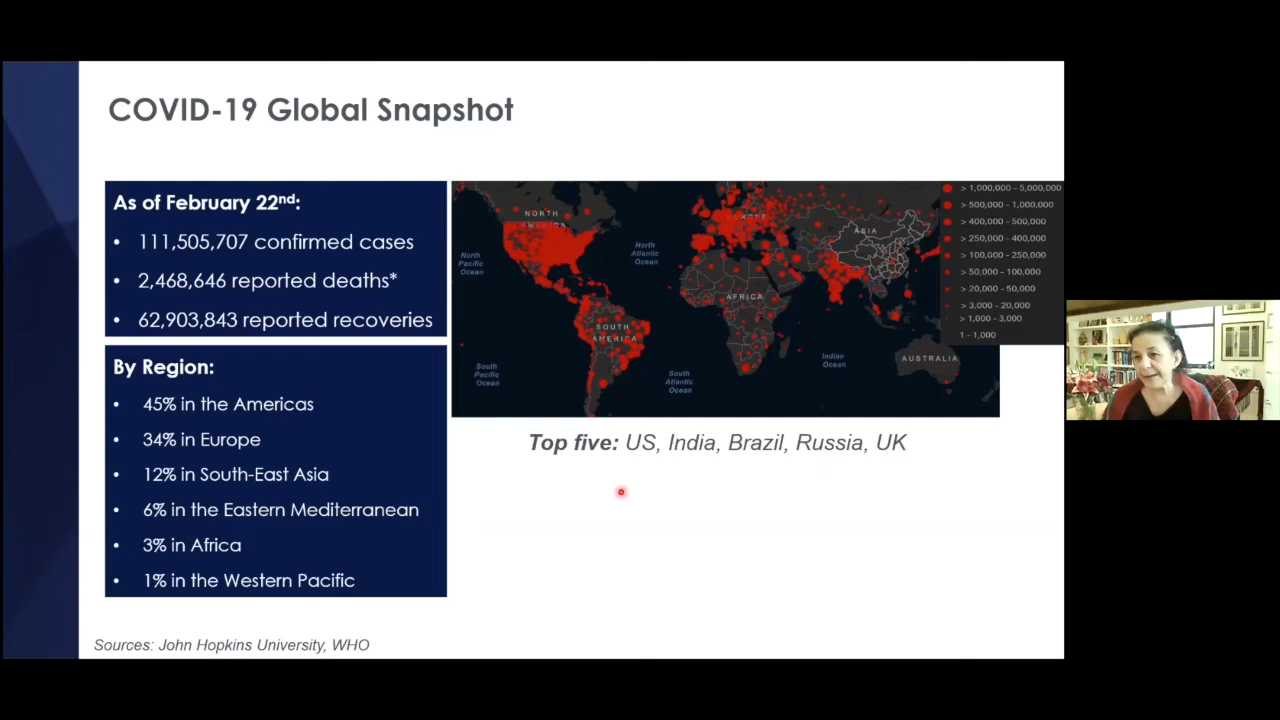 COVID-19 Global Snapshot
As of February 22nd:
• 111,505,707 confirmed cases
• 2,468,646 reported deaths*
• 62,903,843 reported recoveries
By Region:
• 45% in the Americas
• 34% in Europe
• 12% in South-East Asia
• 6% in the Eastern Mediterranean
• 3% in Africa
• 1% in the Western Pacific
NORTH
AMERICA
North
Pacific
Ocean
North
Atlantic
Ocean
EUROPE
ASIA
AFRICA
SOUTH
AMERICA
South
Pacific
Ocean
South
Atlantic
Ocean
Indian
Ocean
AUSTRALIA
> 1,000,000 - 5,000,000
> 500,000 - 1,000,000
> 400,000 - 500,000
> 250,000 - 400,000
> 100,000 - 250,000
> 50,000 - 100,000
> 20,000 - 50,000
> 3,000 - 20,000
> 1,000 - 3,000
1 - 1,000
Top five: US, India, Brazil, Russia, UK
Sources: John Hopkins University, WHO